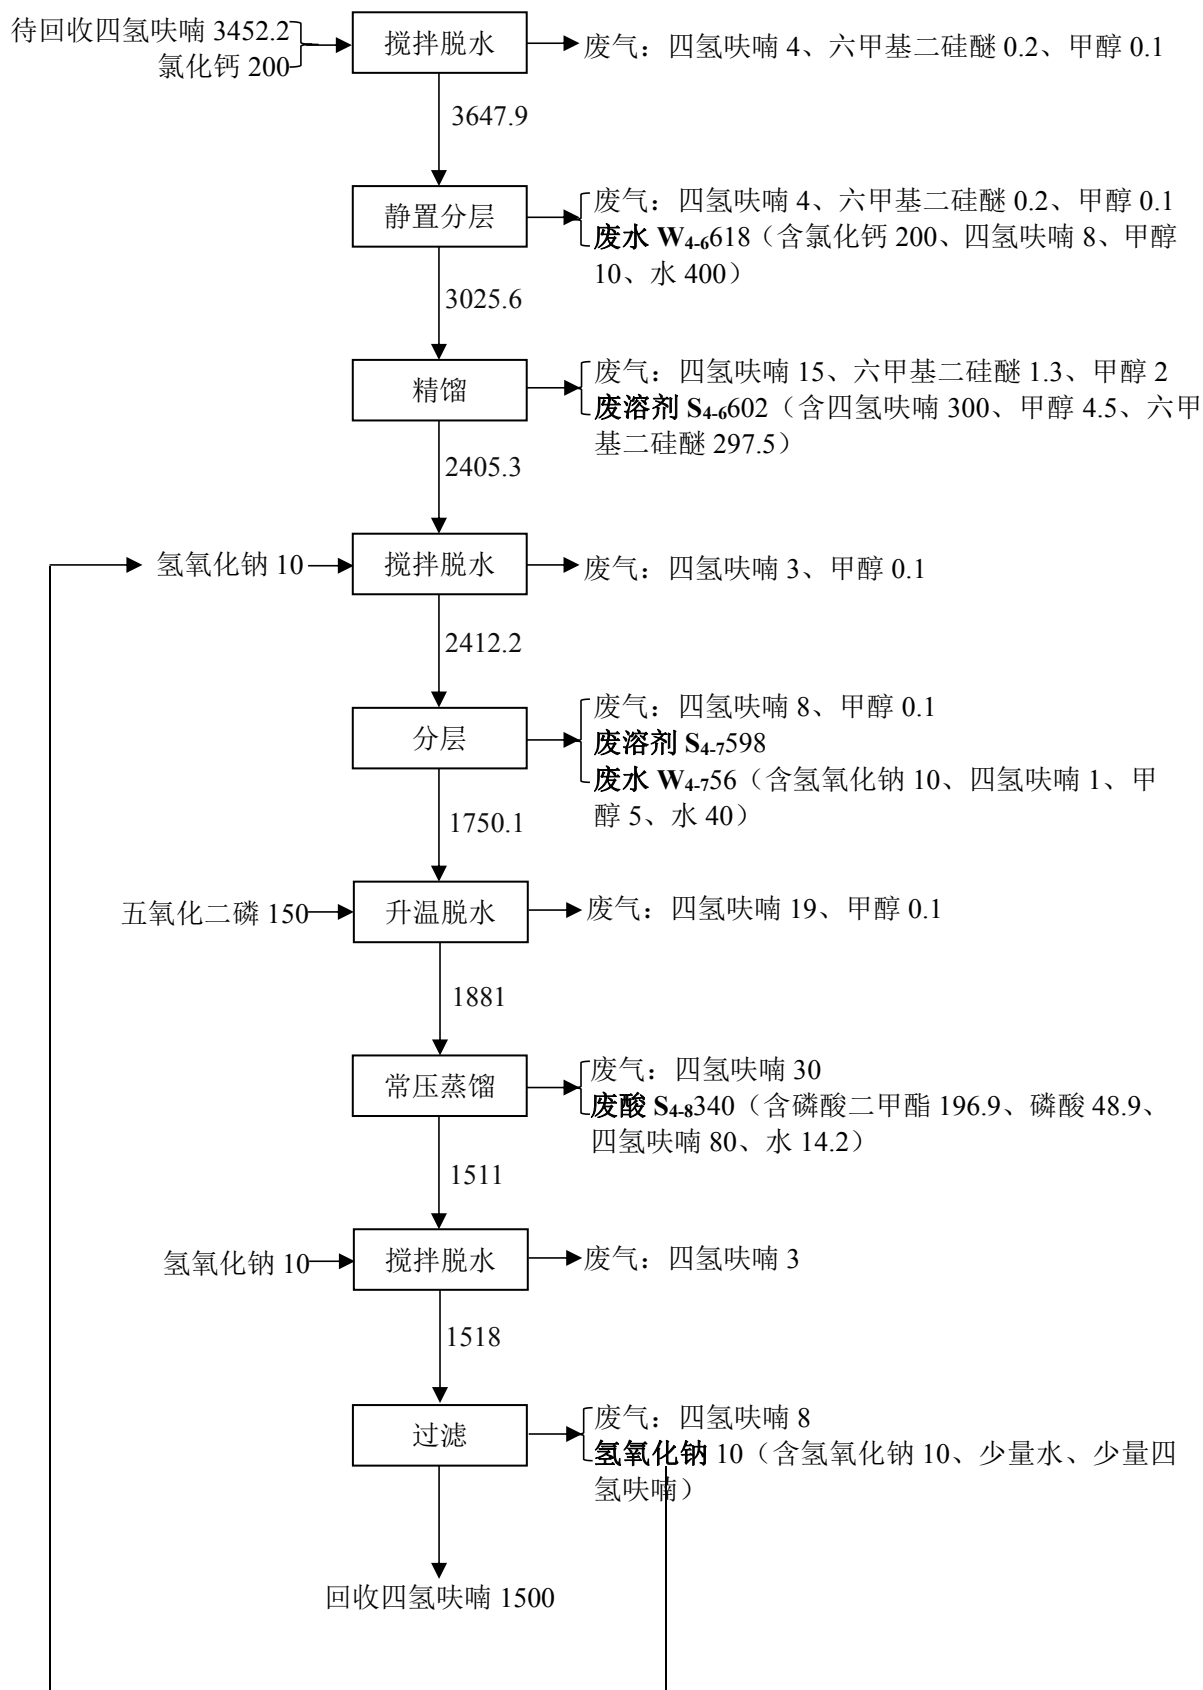 待回收四氢呋喃 3452.2
氯化钙 200
搅拌脱水
废气：四氢呋喃 4、六甲基二硅醚 0.2、甲醇 0.1
3647.9
静置分层
废气：四氢呋喃 4、六甲基二硅醚 0.2、甲醇 0.1
废水 W4-6618（含氯化钙 200、四氢呋喃 8、甲醇
10、水 400）
3025.6
精馏
废气：四氢呋喃 15、六甲基二硅醚 1.3、甲醇 2
废溶剂 S4-6602（含四氢呋喃 300、甲醇 4.5、六甲
基二硅醚 297.5）
2405.3
氢氧化钠 10
搅拌脱水
废气：四氢呋喃 3、甲醇 0.1
2412.2
分层
废气：四氢呋喃 8、甲醇 0.1
废溶剂 S4-7598
废水 W4-756（含氢氧化钠 10、四氢呋喃 1、甲
醇 5、水 40）
1750.1
五氧化二磷 150
升温脱水
废气：四氢呋喃 19、甲醇 0.1
1881
常压蒸馏
废气：四氢呋喃 30
废酸 S4-8340（含磷酸二甲酯 196.9、磷酸 48.9、
四氢呋喃 80、水 14.2）
1511
氢氧化钠 10
搅拌脱水
废气：四氢呋喃 3
1518
过滤
废气：四氢呋喃 8
氢氧化钠 10（含氢氧化钠 10、少量水、少量四
氢呋喃）
回收四氢呋喃 1500